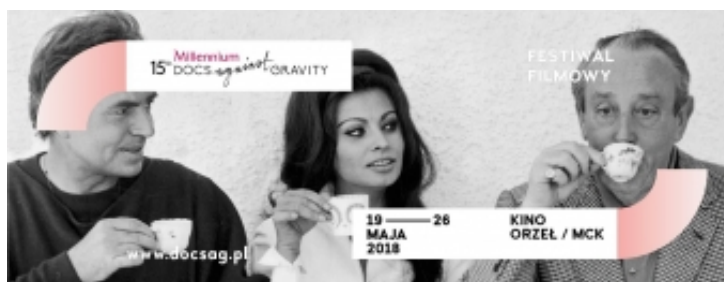 Millennium
15th DOCS against GRAVITY
FESTIWAL
FILMOWY
19 — 26
MAJA
2018
KINO
ORZEŁ / MCK
www.docsag.pl